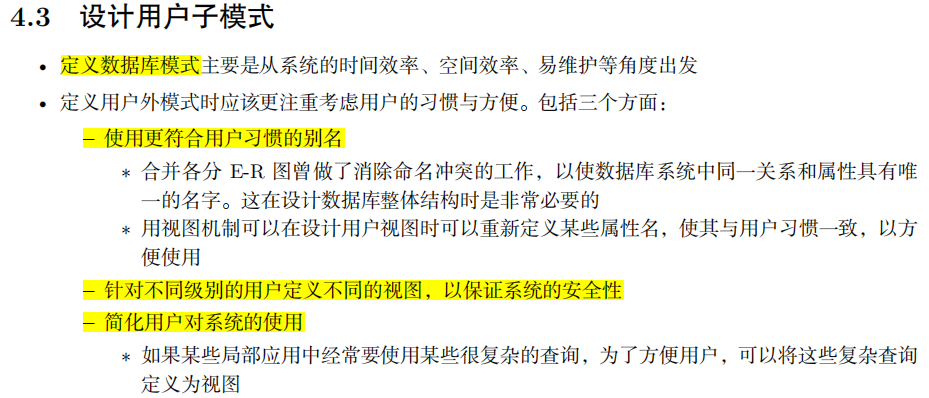 4.3 设计用户子模式
• 定义数据库模式主要是从系统的时间效率、空间效率、易维护等角度出发
• 定义用户外模式时应该更注重考虑用户的习惯与方便。包括三个方面：
– 使用更符合用户习惯的别名
∗ 合并各分 E-R 图曾做了消除命名冲突的工作，以使数据库系统中同一关系和属性具有唯
一的名字。这在设计数据库整体结构时是非常必要的
∗ 用视图机制可以在设计用户视图时可以重新定义某些属性名，使其与用户习惯一致，以方
便使用
– 针对不同级别的用户定义不同的视图，以保证系统的安全性
– 简化用户对系统的使用
∗ 如果某些局部应用中经常要使用某些很复杂的查询，为了方便用户，可以将这些复杂查询
定义为视图